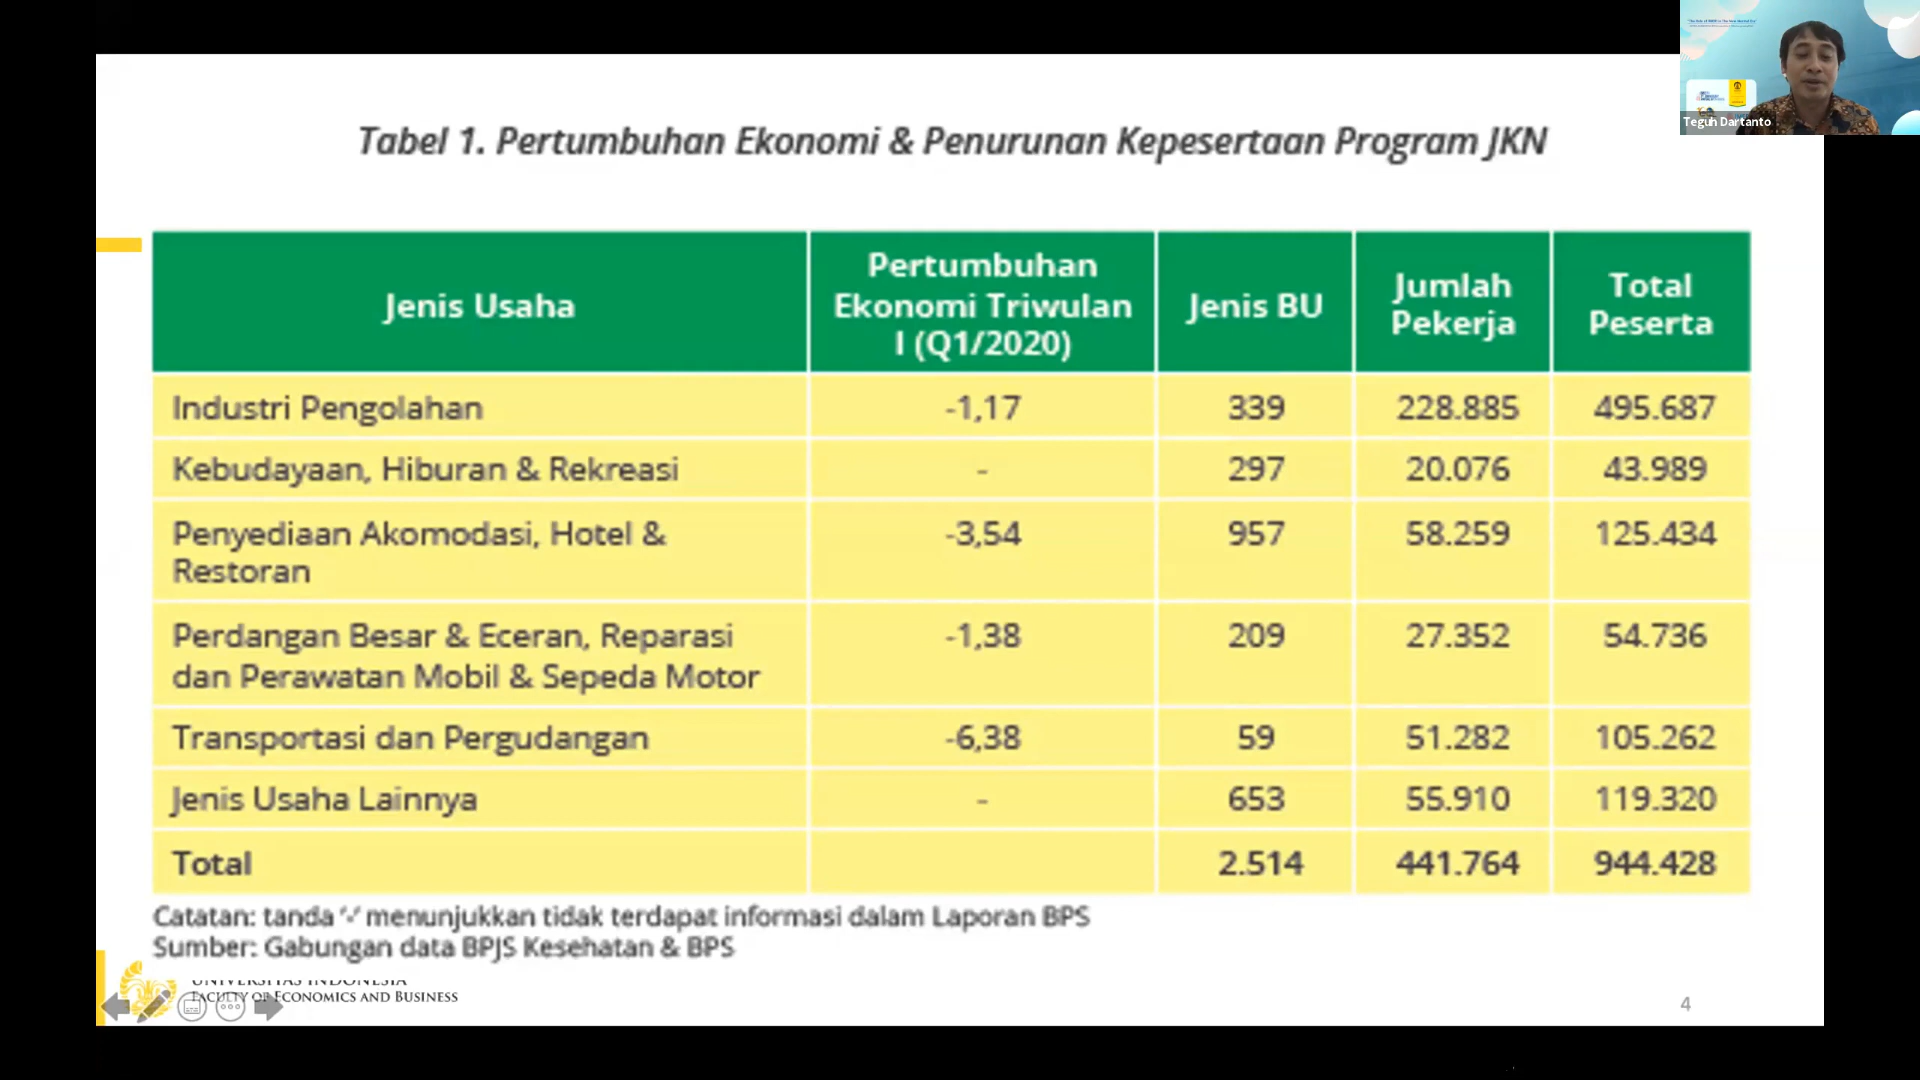 Teguh Dartanto
Tabel 1. Pertumbuhan Ekonomi & Penurunan Kepesertaan Program JKN
Jenis Usaha
Pertumbuhan
Ekonomi Triwulan
I (Q1/2020)
Jenis BU
Jumlah
Pekerja
Total
Peserta
Industri Pengolahan
-1,17
339
228.885
495.687
Kebudayaan, Hiburan & Rekreasi
-
297
20.076
43.989
Penyediaan Akomodasi, Hotel &
Restoran
-3,54
957
58.259
125.434
Perdangan Besar & Eceran, Reparasi
dan Perawatan Mobil & Sepeda Motor
-1,38
209
27.352
54.736
Transportasi dan Pergudangan
-6,38
59
51.282
105.262
Jenis Usaha Lainnya
-
653
55.910
119.320
Total
2.514
441.764
944.428
Catatan: tanda '-' menunjukkan tidak terdapat informasi dalam Laporan BPS
Sumber: Gabungan data BPJS Kesehatan & BPS
UNIVERSITAS INDONESIA
FACULTY OF ECONOMICS AND BUSINESS
4